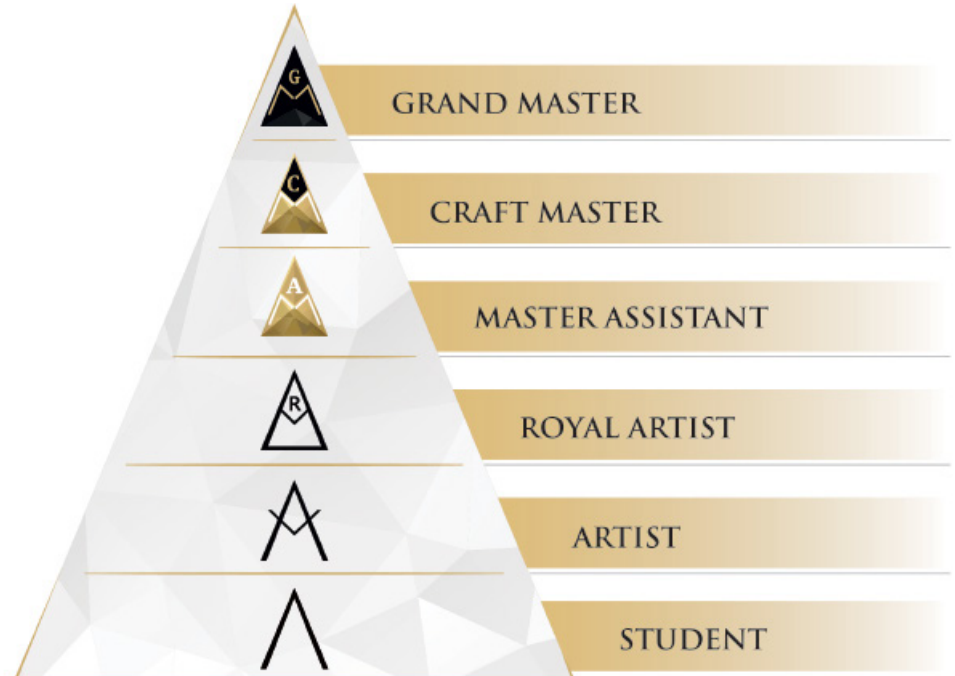 G
GRAND MASTER
C
CRAFT MASTER
A
MASTER ASSISTANT
R
ROYAL ARTIST
ARTIST
STUDENT